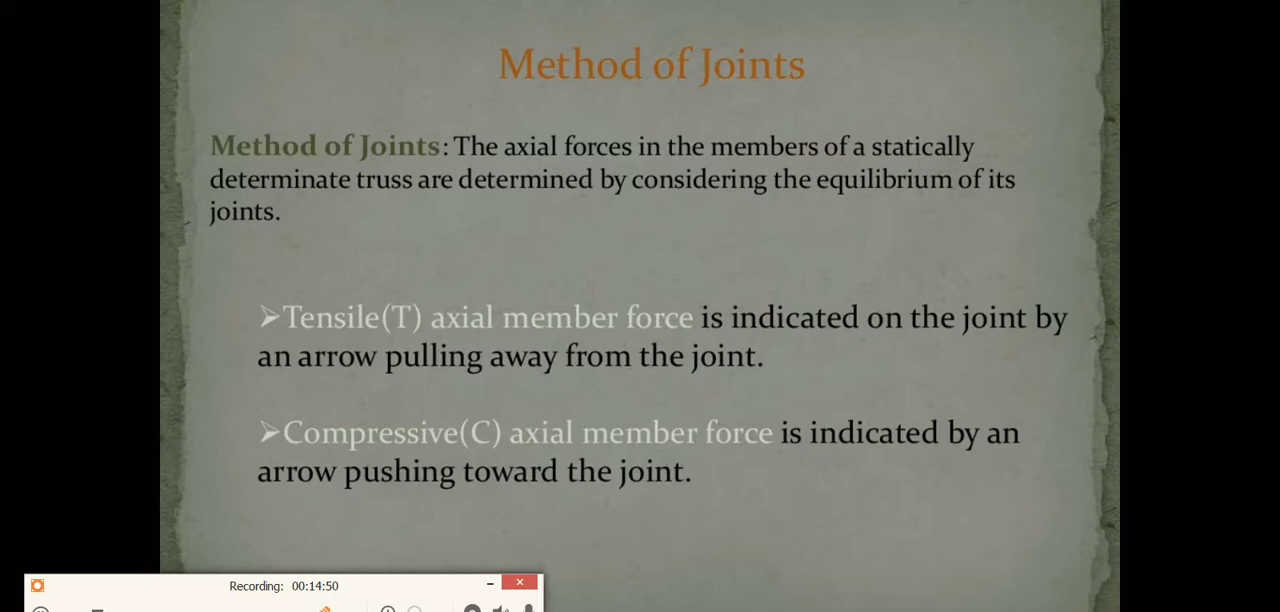 Method of Joints
Method of Joints: The axial forces in the members of a statically
determinate truss are determined by considering the equilibrium of its
joints.
➢Tensile(T) axial member force is indicated on the joint by
an arrow pulling away from the joint.
➢Compressive(C) axial member force is indicated by an
arrow pushing toward the joint.
Recording: 00:14:50